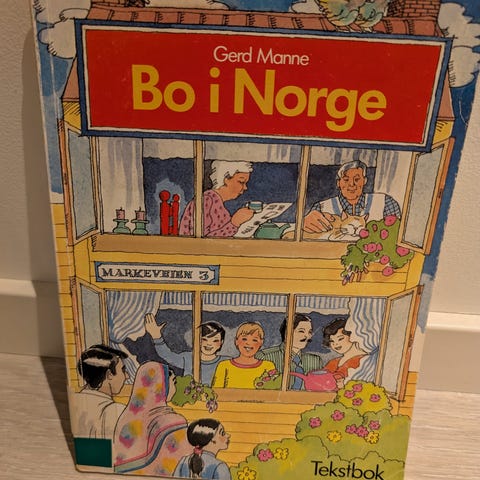 Gerd Manne
Bo i Norge
MARKEVEIEN 3
Tekstbok